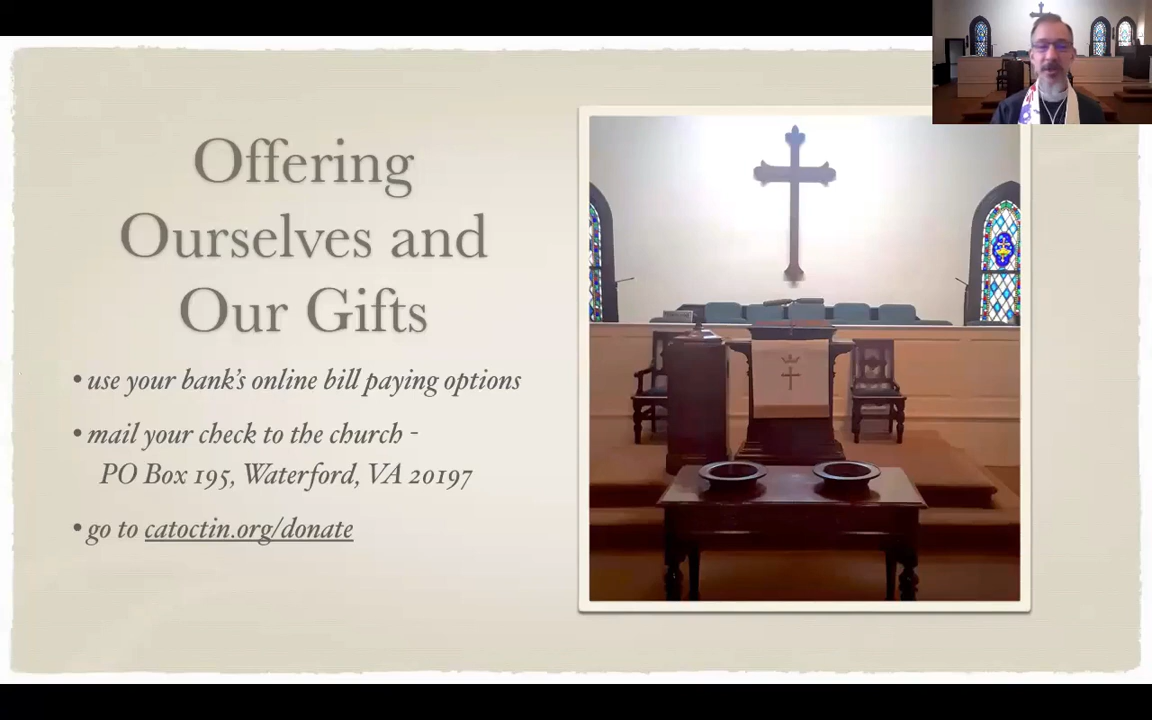 Offering
Ourselves and
Our Gifts
• use your bank's online bill paying options
• mail your check to the church -
PO Box 195, Waterford, VA 20197
• go to catoctin.org/donate